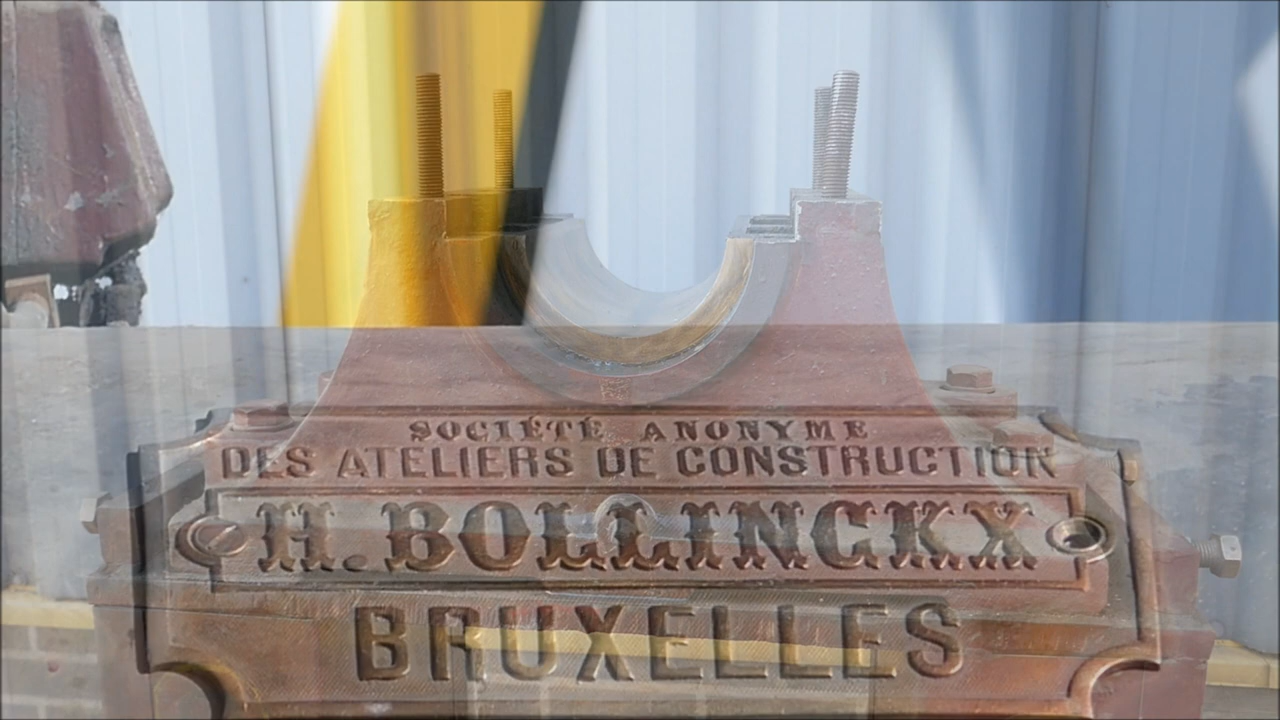 SOCIÉTÉ ANONYME
DES ATELIERS DE CONSTRUCTION
H. BOLLINCKX
BRUXELLES